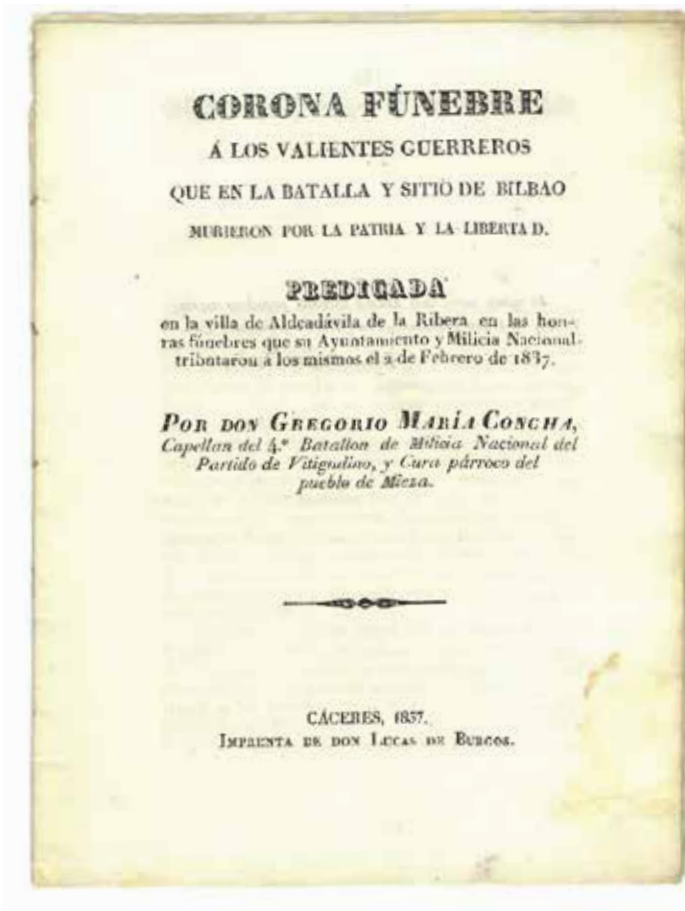 CORONA FÚNEBRE
Á LOS VALIENTES GUERREROS
QUE EN LA BATALLA Y SITIO DE BILBAO
MURIERON POR LA PATRIA Y LA LIBERTAD.
PREDICADA
en la villa de Aldeadávila de la Ribera en las hon-
ras fúnebres que su Ayuntamiento y Milicia Nacional
tributaron á los mismos el 2 de Febrero de 1837.
POR DON GREGORIO MARÍA CONCHA,
Capellan del 4.º Batallon de Milicia Nacional del
Partido de Vitigudino, y Cura párroco del
pueblo de Mieza.
CÁCERES, 1837.
IMPRENTA DE DON LUCAS DE BURGOS.